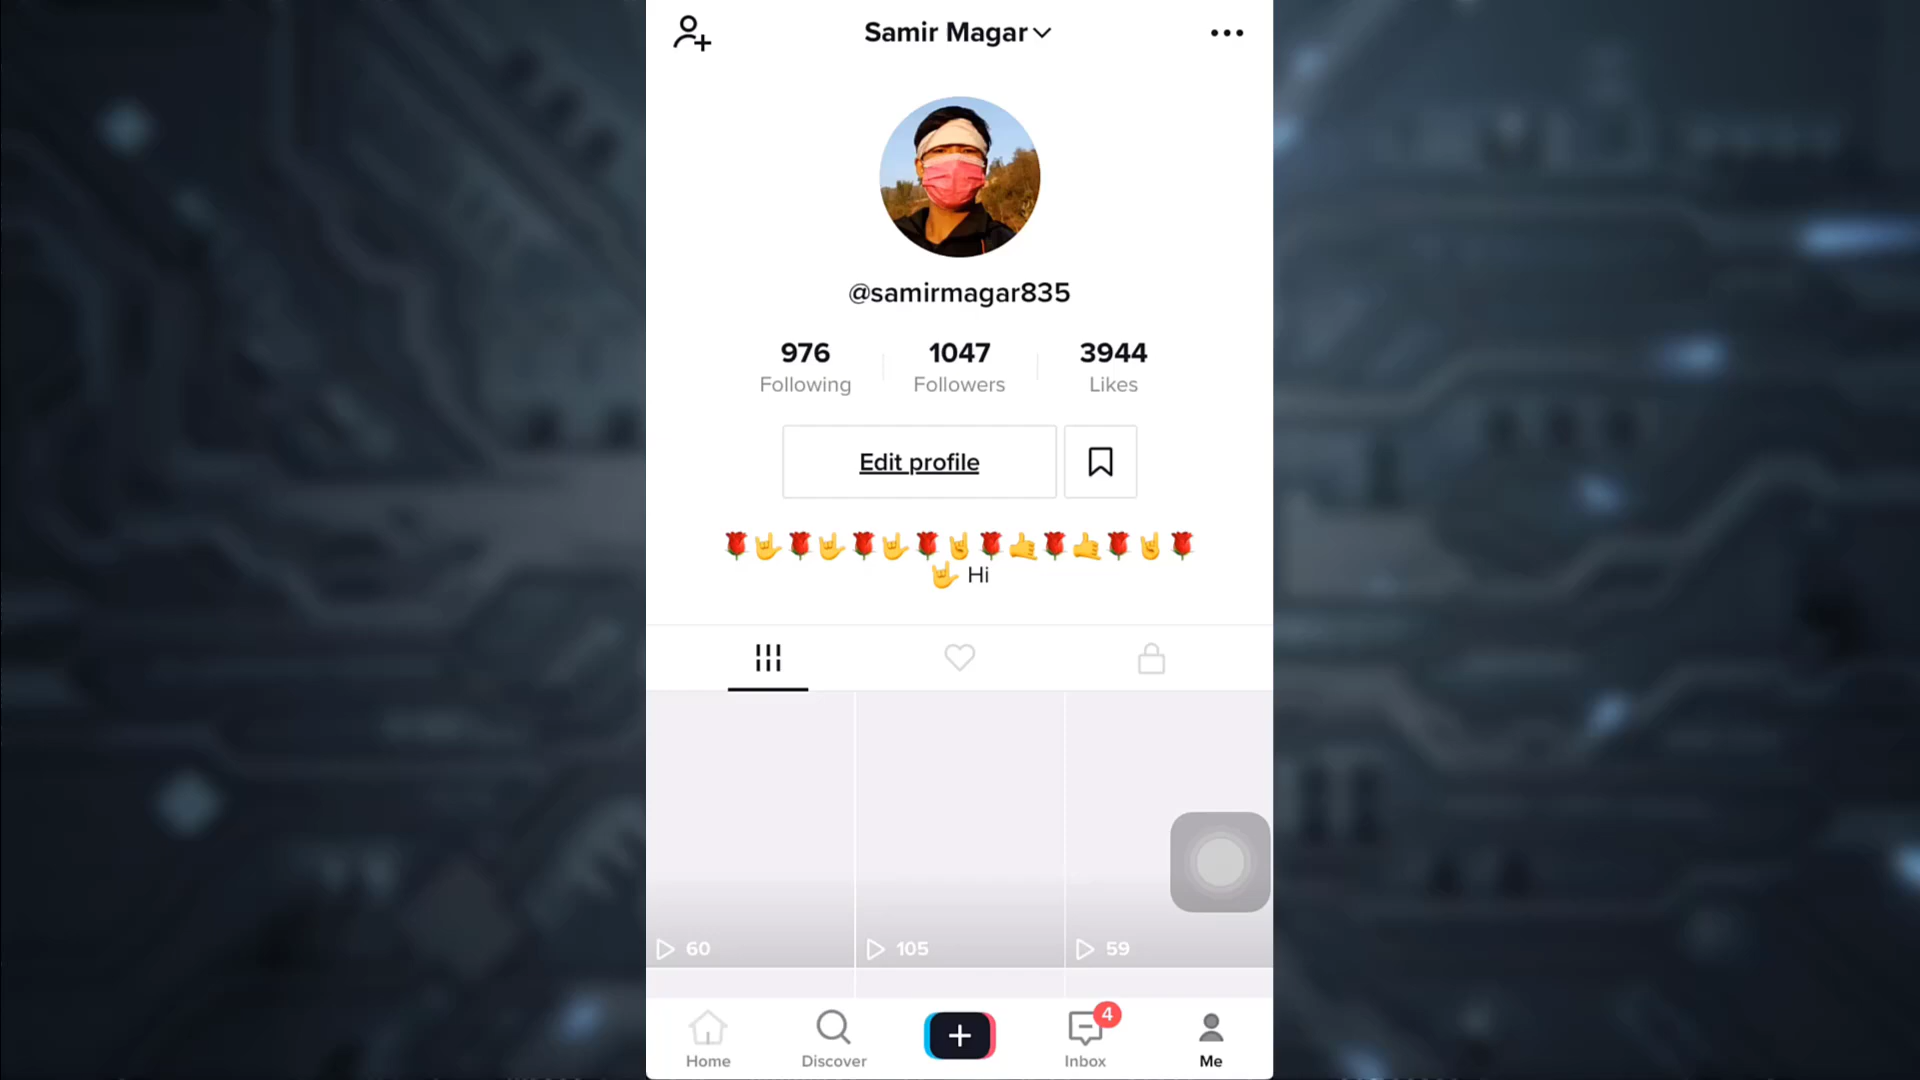 Samir Magar
@samirmagar835
976 1047 3944
Following Followers Likes
Edit profile
🌹🤟🌹🤟🌹🤟🌹🤘🌹🤙🌹🤙🌹🤘🌹
🤟 Hi
60 105 59
4
Home Discover Inbox Me